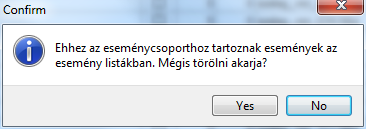 Confirm
Ehhez az eseménycsoporthoz tartoznak események az
esemény listákban. Mégis törölni akarja?
Yes
No